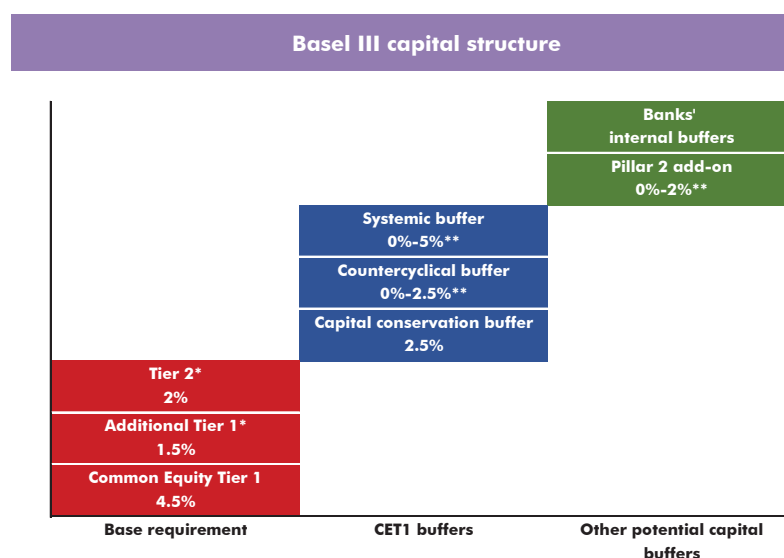 Basel III capital structure
Banks'
internal buffers
Pillar 2 add-on
0%-2%**
Systemic buffer
0%-5%**
Countercyclical buffer
0%-2.5%**
Capital conservation buffer
2.5%
Tier 2*
2%
Additional Tier 1*
1.5%
Common Equity Tier 1
4.5%
Base requirement
CET1 buffers
Other potential capital
buffers